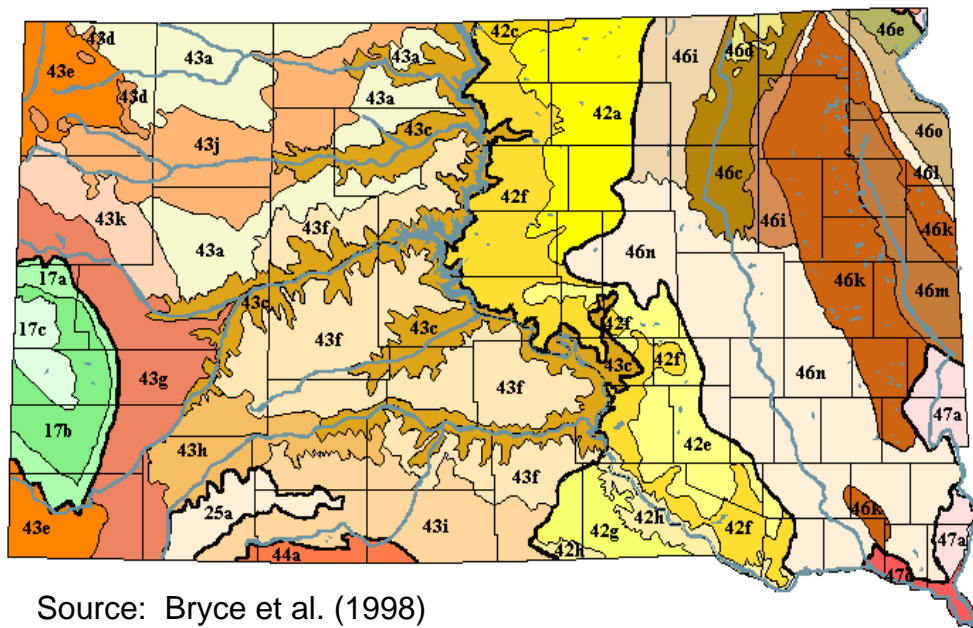 43d
43a
42c
46d
46e
43e
43a
46i
43d
43a
42a
43c
46o
43j
46c
46l
43k
42f
46i
46k
43f
43a
46n
17a
46k
46m
43c
17c
43c
42f
43f
42f
43g
43c
46n
43f
47a
17b
42e
43h
43f
25a
42h
42f
46k
43e
43i
42g
47a
44a
42h
Source: Bryce et al. (1998)